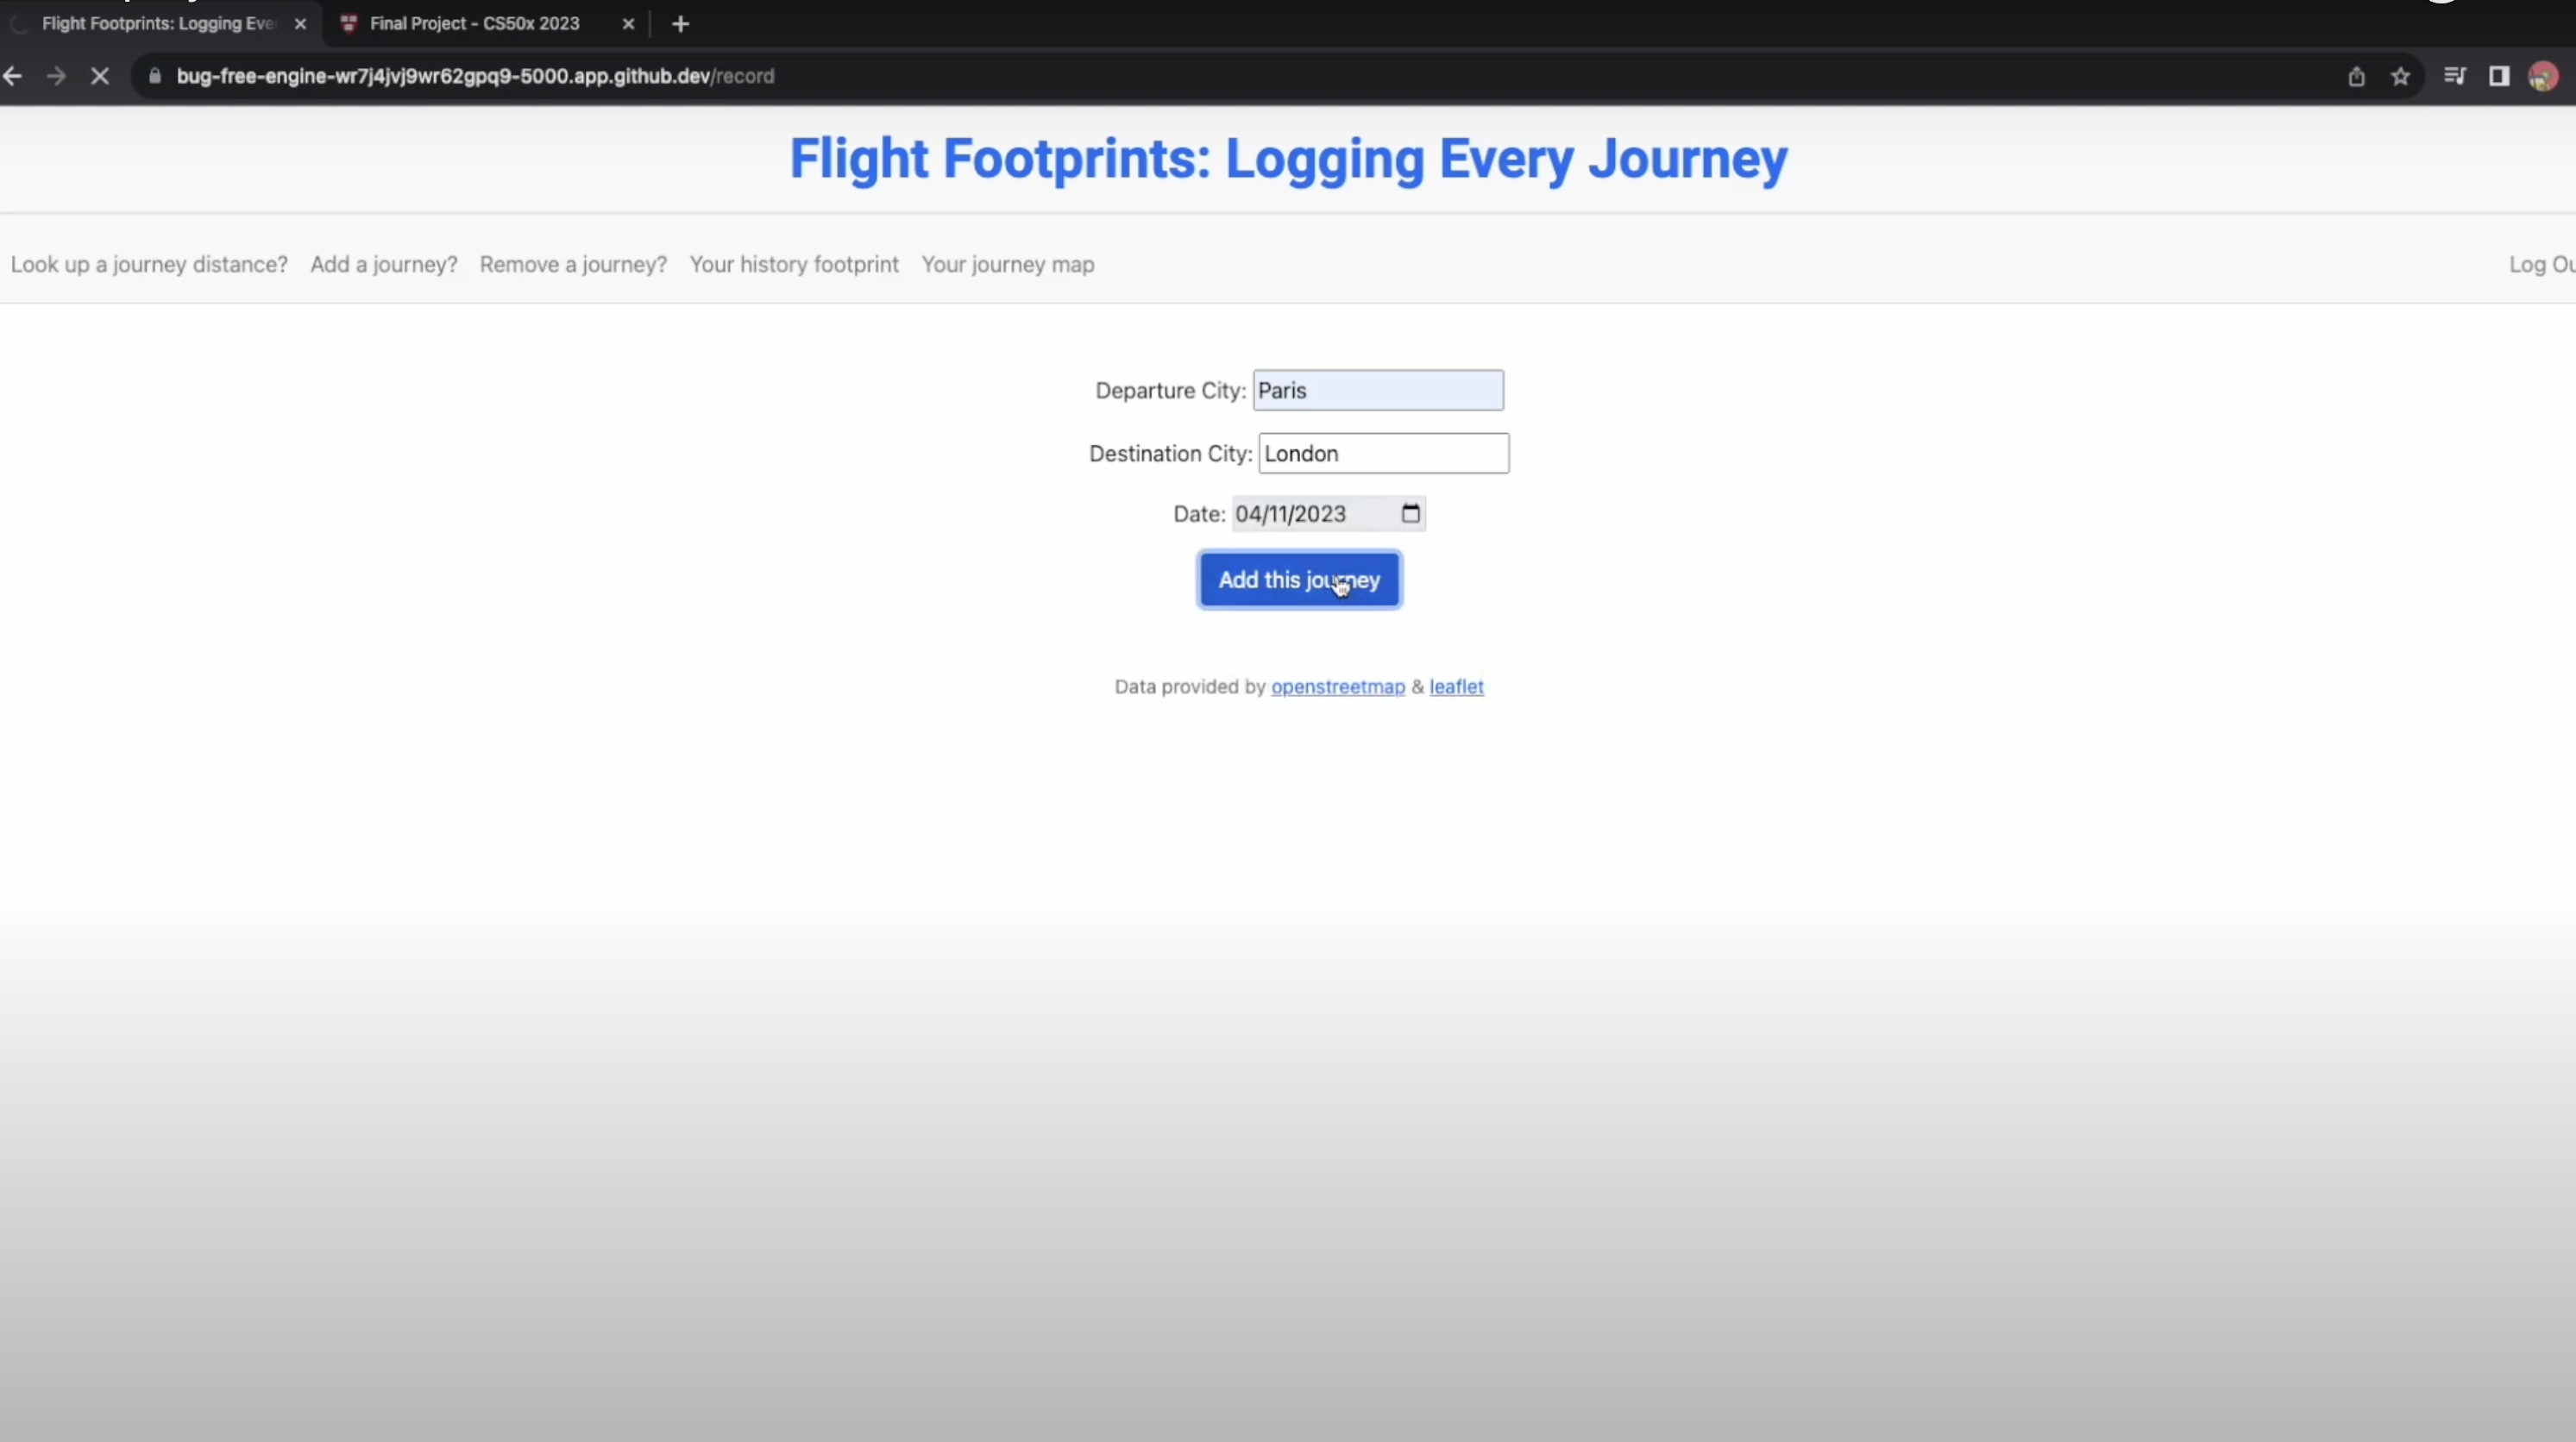 Flight Footprints: Logging Eve
Final Project - CS50x 2023
bug-free-engine-wr7j4jvj9wr62gpq9-5000.app.github.dev/record
Flight Footprints: Logging Every Journey
Look up a journey distance? Add a journey? Remove a journey? Your history footprint Your journey map Log Ou
Departure City: Paris
Destination City: London
Date: 04/11/2023
Add this journey
Data provided by openstreetmap & leaflet